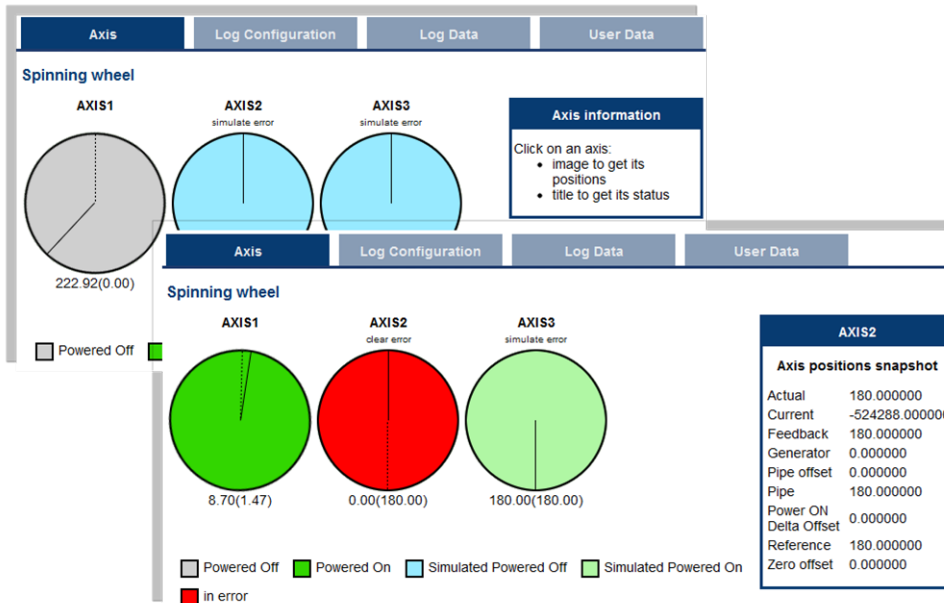 Axis
Log Configuration
Log Data
User Data
Spinning wheel
AXIS1
AXIS2
simulate error
AXIS3
simulate error
222.92(0.00)
Axis information
Click on an axis:
• image to get its
positions
• title to get its status
Powered Off
Axis
Log Configuration
Log Data
User Data
Spinning wheel
AXIS1
AXIS2
clear error
AXIS3
simulate error
8.70(1.47)
0.00(180.00)
180.00(180.00)
Powered Off
Powered On
Simulated Powered Off
Simulated Powered On
in error
AXIS2
Axis positions snapshot
Actual 180.000000
Current -524288.000000
Feedback 180.000000
Generator 0.000000
Pipe offset 0.000000
Pipe 180.000000
Power ON
Delta Offset 0.000000
Reference 180.000000
Zero offset 0.000000